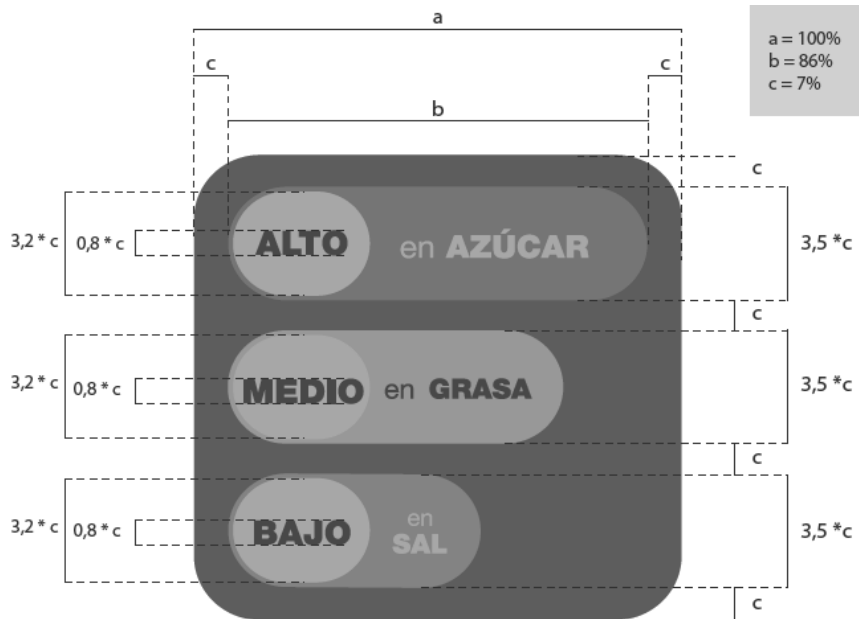 a
a = 100%
b = 86%
c = 7%
c
c
b
c
3,2 * c
0,8 * c
ALTO en AZÚCAR
3,5 *c
c
3,2 * c
0,8 * c
MEDIO en GRASA
3,5 *c
c
3,2 * c
0,8 * c
BAJO
en
SAL
3,5 *c
c